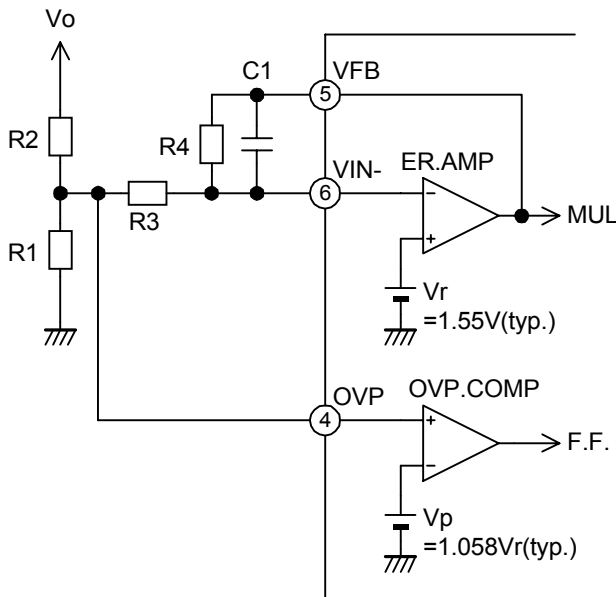 Vo
C1
VFB
5
R2
R4
VIN-
ER.AMP
6
R3
MUL
R1
Vr
=1.55V(typ.)
OVP
OVP.COMP
4
F.F.
Vp
=1.058Vr(typ.)